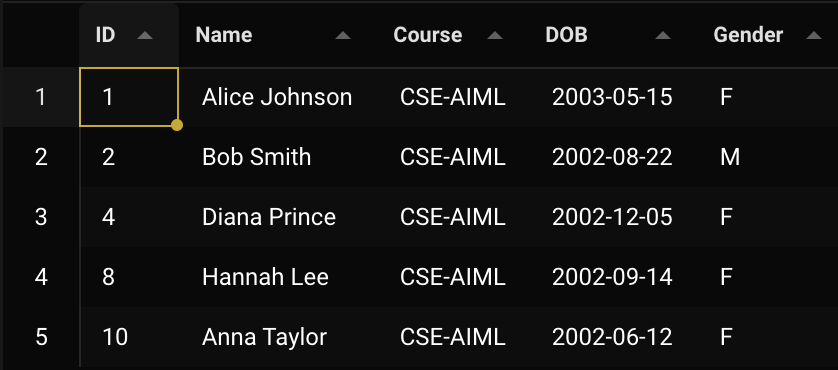 ID Name Course DOB Gender
1 1 Alice Johnson CSE-AIML 2003-05-15 F
2 2 Bob Smith CSE-AIML 2002-08-22 M
3 4 Diana Prince CSE-AIML 2002-12-05 F
4 8 Hannah Lee CSE-AIML 2002-09-14 F
5 10 Anna Taylor CSE-AIML 2002-06-12 F